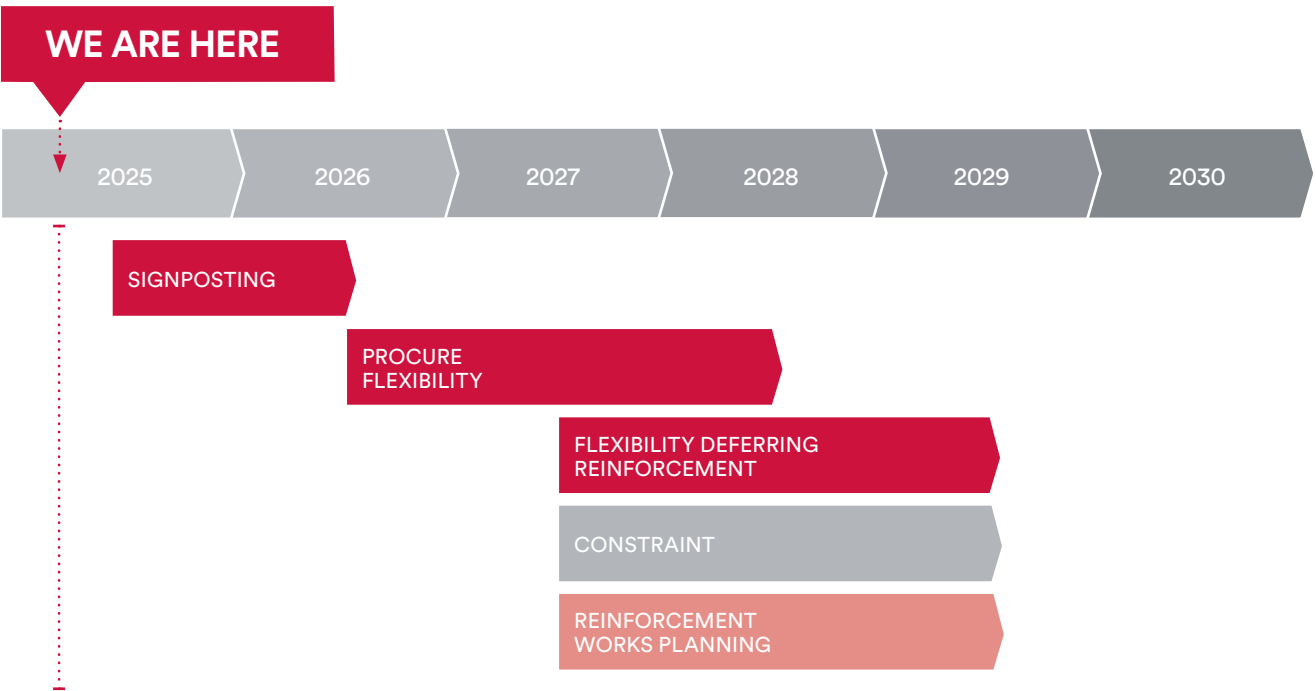 WE ARE HERE
2025
2026
2027
2028
2029
2030
SIGNPOSTING
PROCURE
FLEXIBILITY
FLEXIBILITY DEFERRING
REINFORCEMENT
CONSTRAINT
REINFORCEMENT
WORKS PLANNING